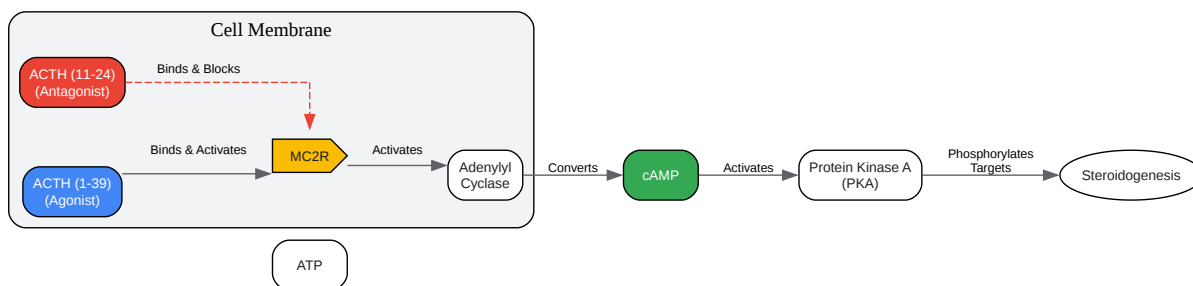 Cell Membrane
ACTH (11-24)
(Antagonist)
Binds & Blocks
ACTH (1-39)
(Agonist)
Binds & Activates
MC2R
Activates
Adenylyl
Cyclase
Converts
cAMP
Activates
Protein Kinase A
(PKA)
Phosphorylates
Targets
Steroidogenesis
ATP